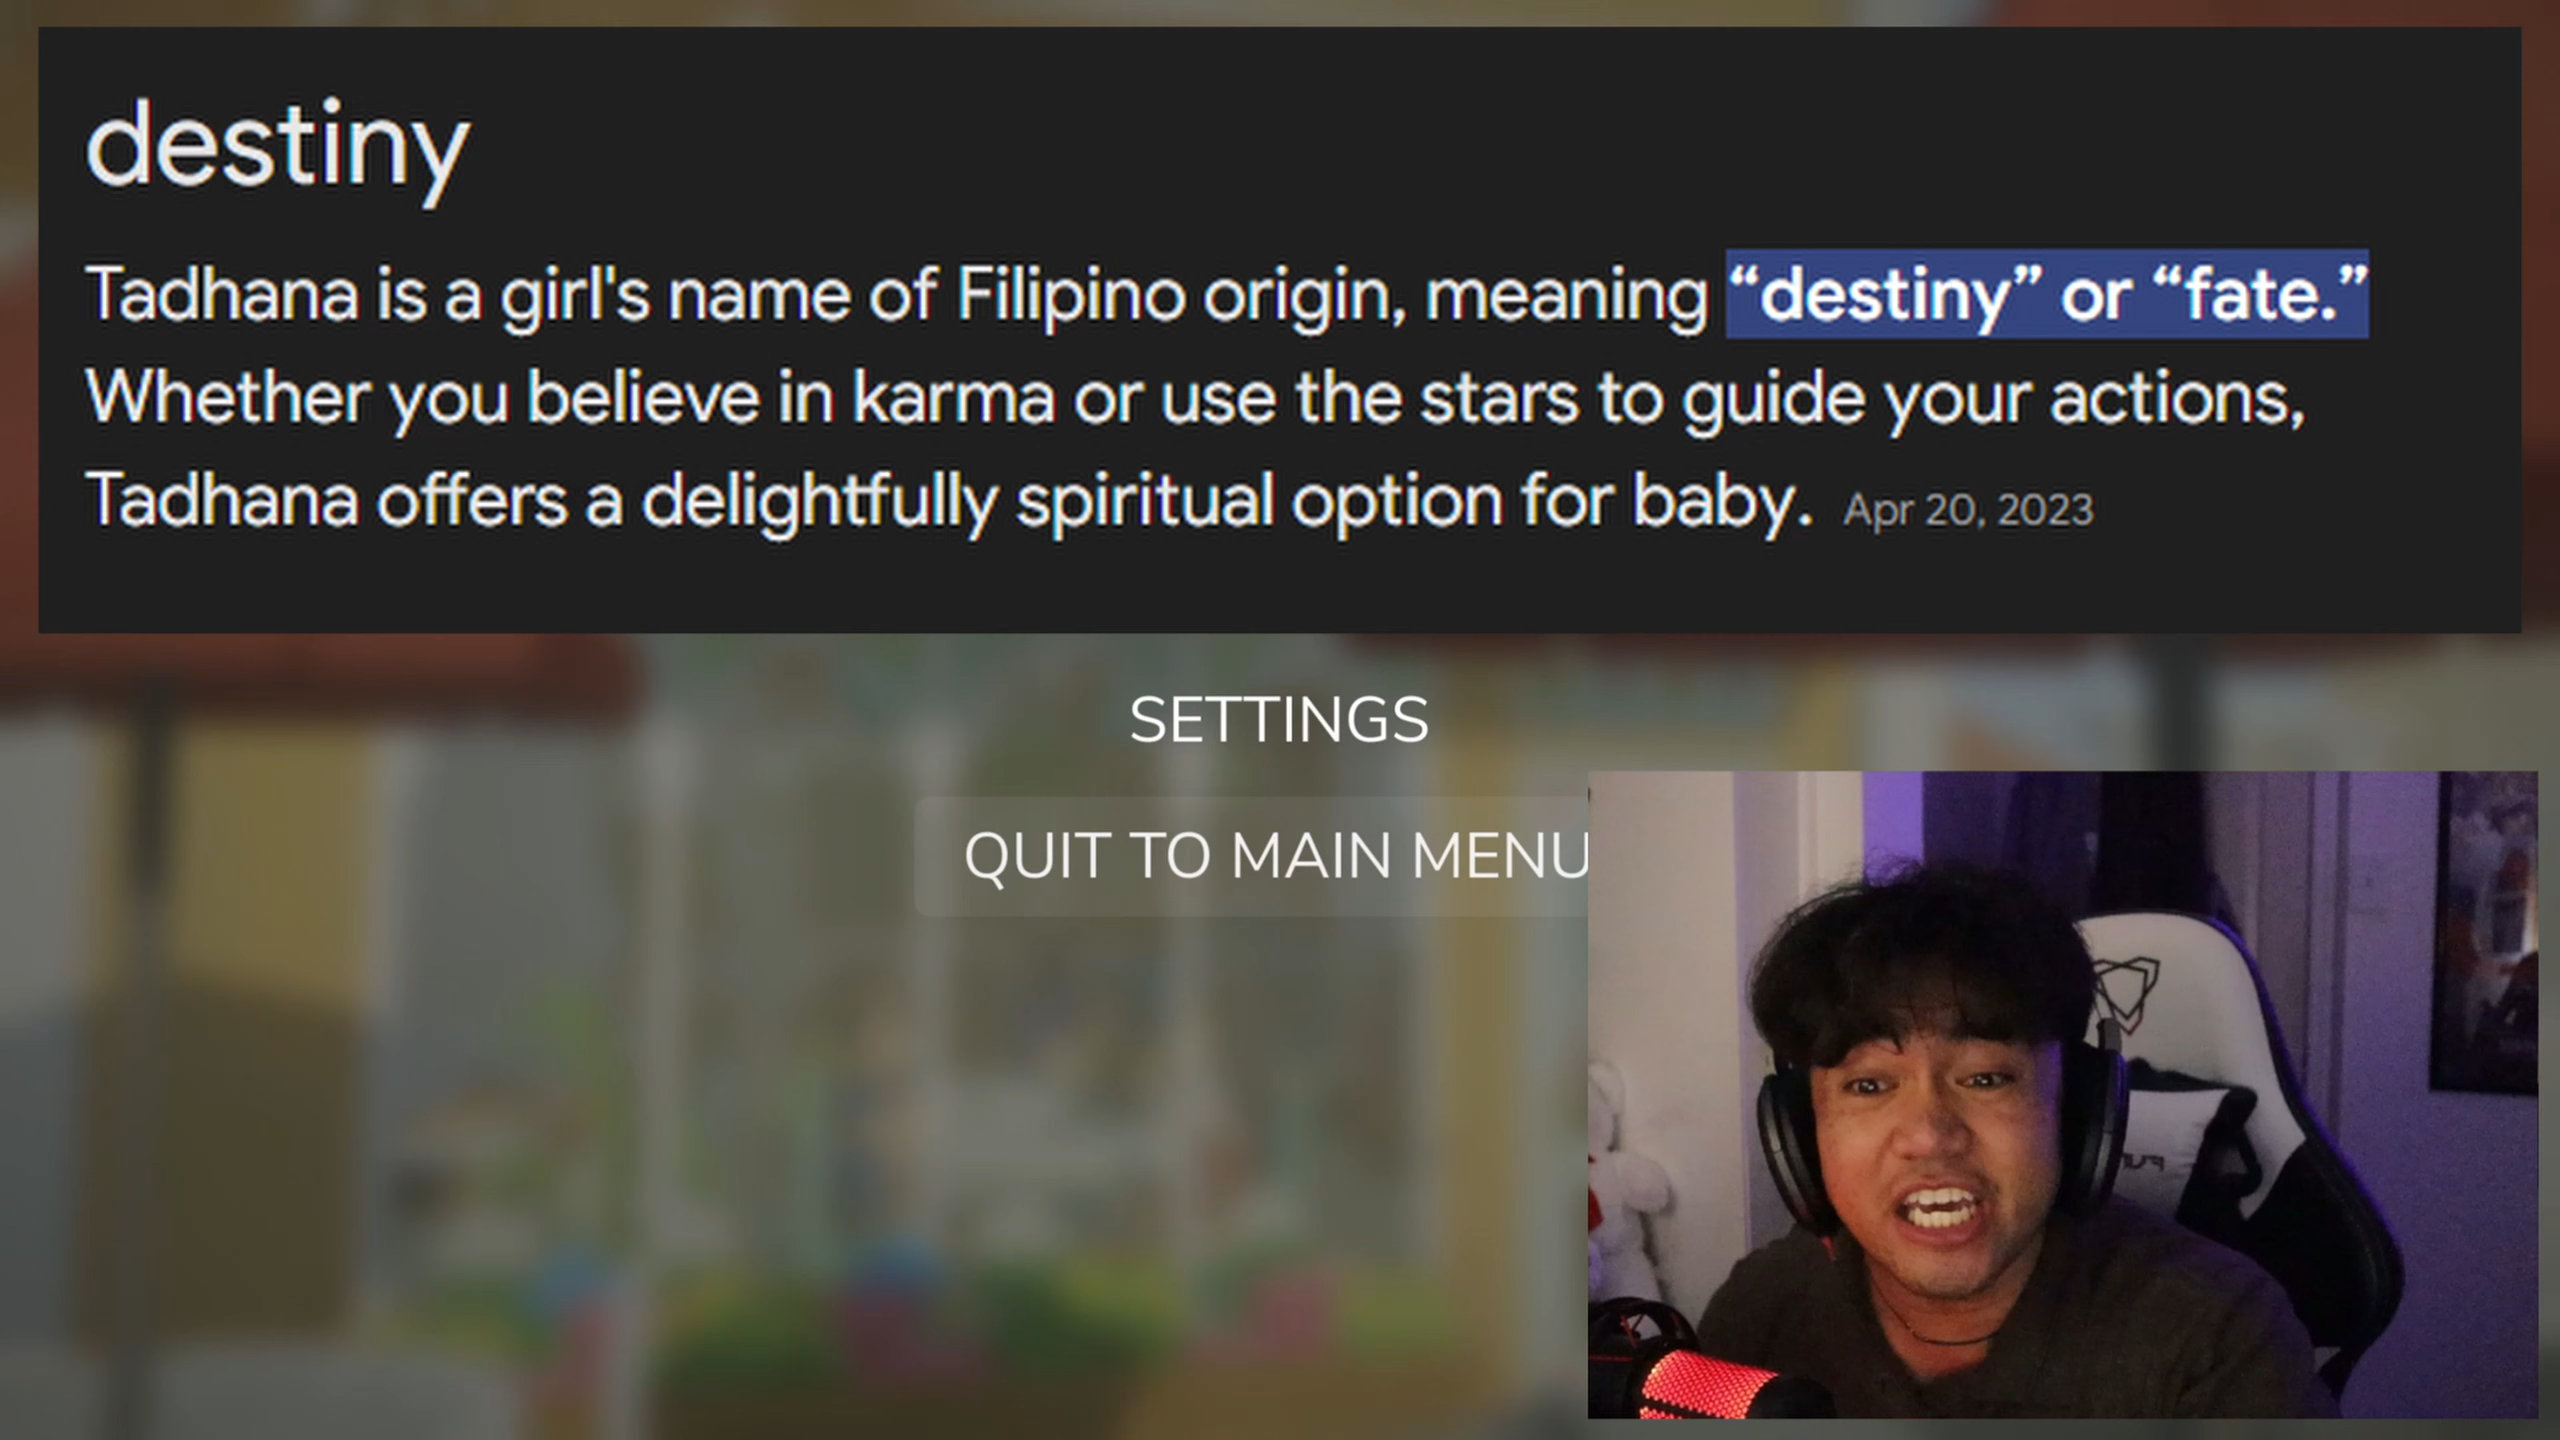 destiny
Tadhana is a girl's name of Filipino origin, meaning “destiny” or “fate.”
Whether you believe in karma or use the stars to guide your actions,
Tadhana offers a delightfully spiritual option for baby. Apr 20, 2023
SETTINGS
QUIT TO MAIN MENU